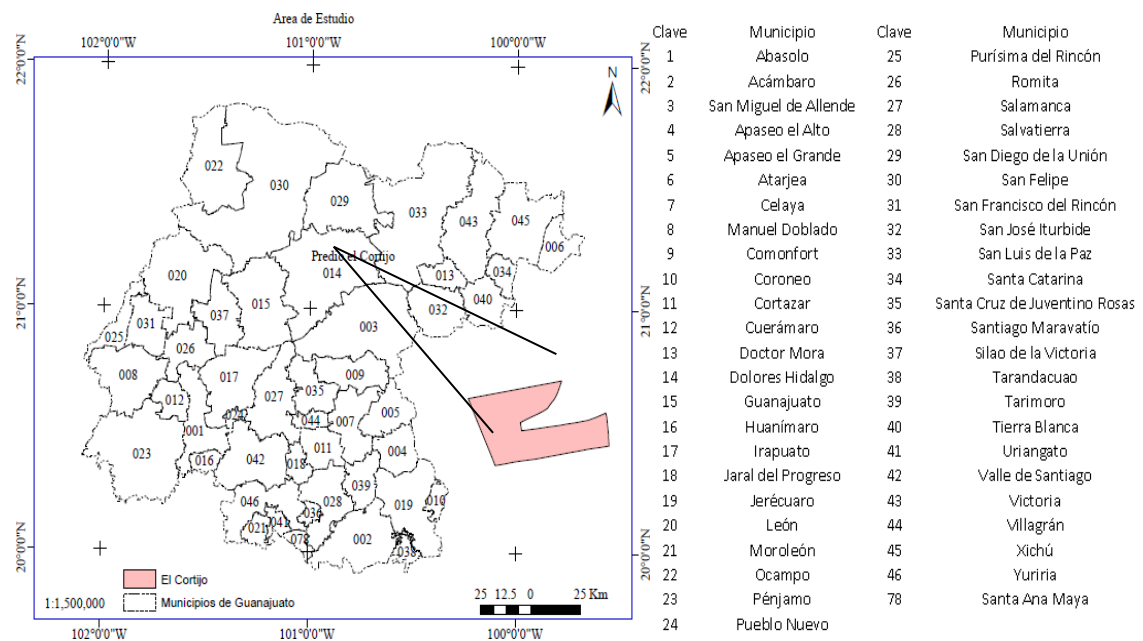 Area de Estudio
102°0'0"W 101°0'0"W 100°0'0"W
22°0'0"N 22°0'0"N
N
022
030
029
033
043
045
006
Predio el Cortijo
014
013
034
020
015
037
032
040
21°0'0"N 21°0'0"N
031
025
003
026
008
017
009
012
027
035
005
024
044
007
001
011
004
023
016
042
018
039
046
028
019
010
036
021
041
078
002
038
20°0'0"N 20°0'0"N
El Cortijo
Municipios de Guanajuato
1:1,500,000
25 12.5 0 25 Km
102°0'0"W 101°0'0"W 100°0'0"W
Clave Municipio Clave Municipio
1 Abasolo 25 Purísima del Rincón
2 Acámbaro 26 Romita
3 San Miguel de Allende 27 Salamanca
4 Apaseo el Alto 28 Salvatierra
5 Apaseo el Grande 29 San Diego de la Unión
6 Atarjea 30 San Felipe
7 Celaya 31 San Francisco del Rincón
8 Manuel Doblado 32 San José Iturbide
9 Comonfort 33 San Luis de la Paz
10 Coroneo 34 Santa Catarina
11 Cortazar 35 Santa Cruz de Juventino Rosas
12 Cuerámaro 36 Santiago Maravatío
13 Doctor Mora 37 Silao de la Victoria
14 Dolores Hidalgo 38 Tarandacuao
15 Guanajuato 39 Tarimoro
16 Huanímaro 40 Tierra Blanca
17 Irapuato 41 Uriangato
18 Jaral del Progreso 42 Valle de Santiago
19 Jerécuaro 43 Victoria
20 León 44 Villagrán
21 Moroleón 45 Xichú
22 Ocampo 46 Yuriria
23 Pénjamo 78 Santa Ana Maya
24 Pueblo Nuevo